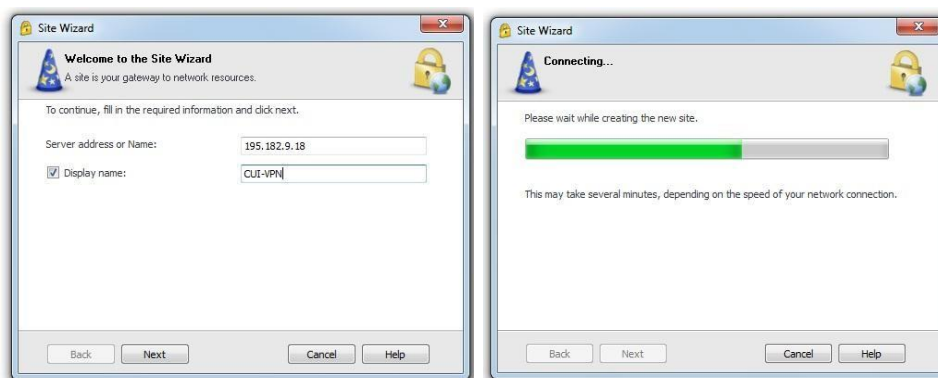 Site Wizard
Welcome to the Site Wizard
A site is your gateway to network resources.
To continue, fill in the required information and click next.
Server address or Name: 195.182.9.18
Display name: CUI-VPN
Back Next Cancel Help
Site Wizard
Connecting...
Please wait while creating the new site.
This may take several minutes, depending on the speed of your network connection.
Back Next Cancel Help